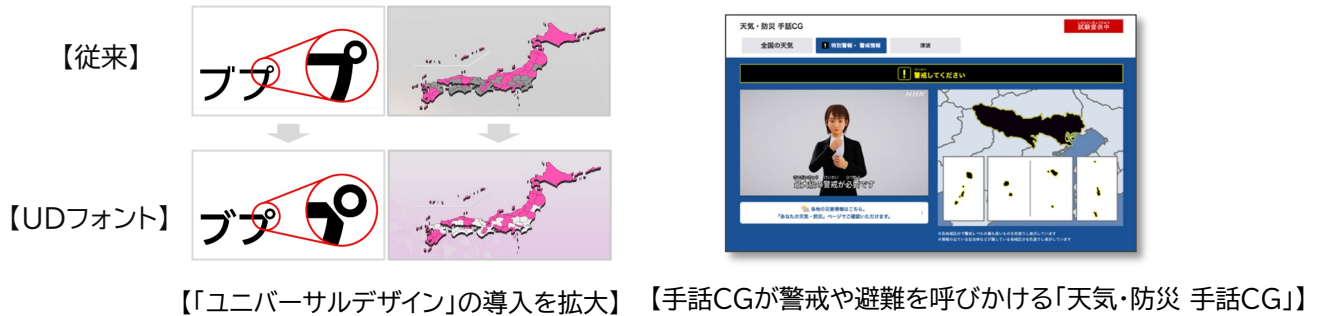 【従来】
ブプ
プ
【UDフォント】
ブプ
プ
【「ユニバーサルデザイン」の導入を拡大】
天気・防災 手話CG
試験提供中
全国の天気
特別警報・警戒情報
津波
警戒してください
NHK
最大級の警戒が必要です
各地の災害情報はこちら。
「あなたの天気・防災」ページでご確認いただけます。
【手話CGが警戒や避難を呼びかける「天気・防災 手話CG」】